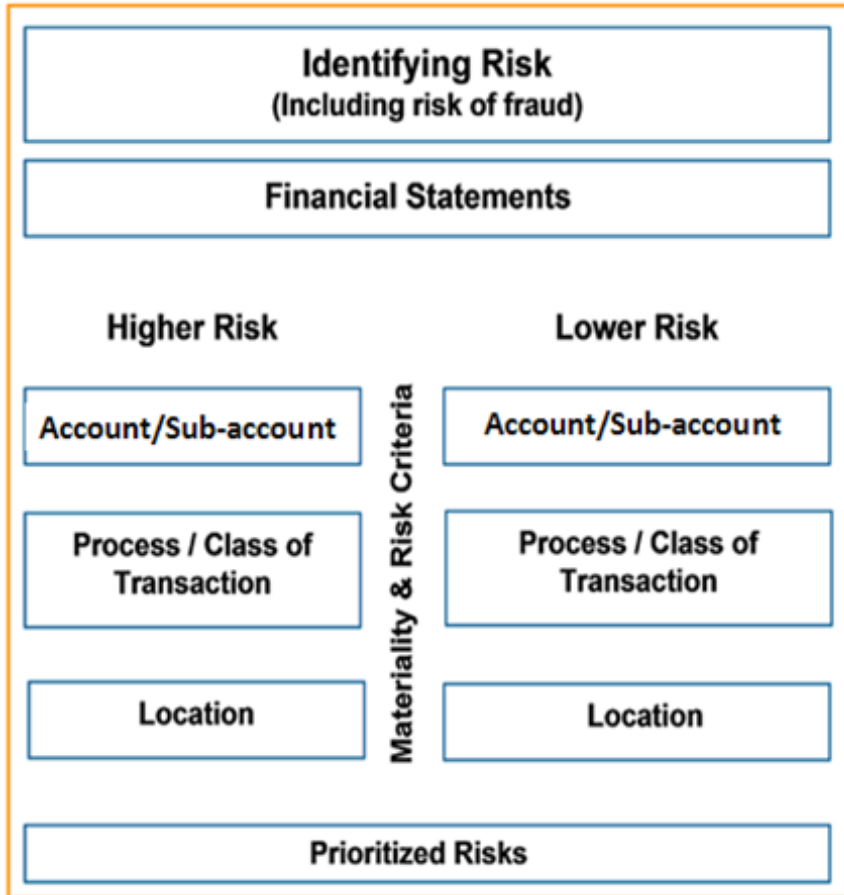 Identifying Risk
(Including risk of fraud)
Financial Statements
Higher Risk
Lower Risk
Account/Sub-account
Process / Class of
Transaction
Location
Materiality & Risk Criteria
Account/Sub-account
Process / Class of
Transaction
Location
Prioritized Risks